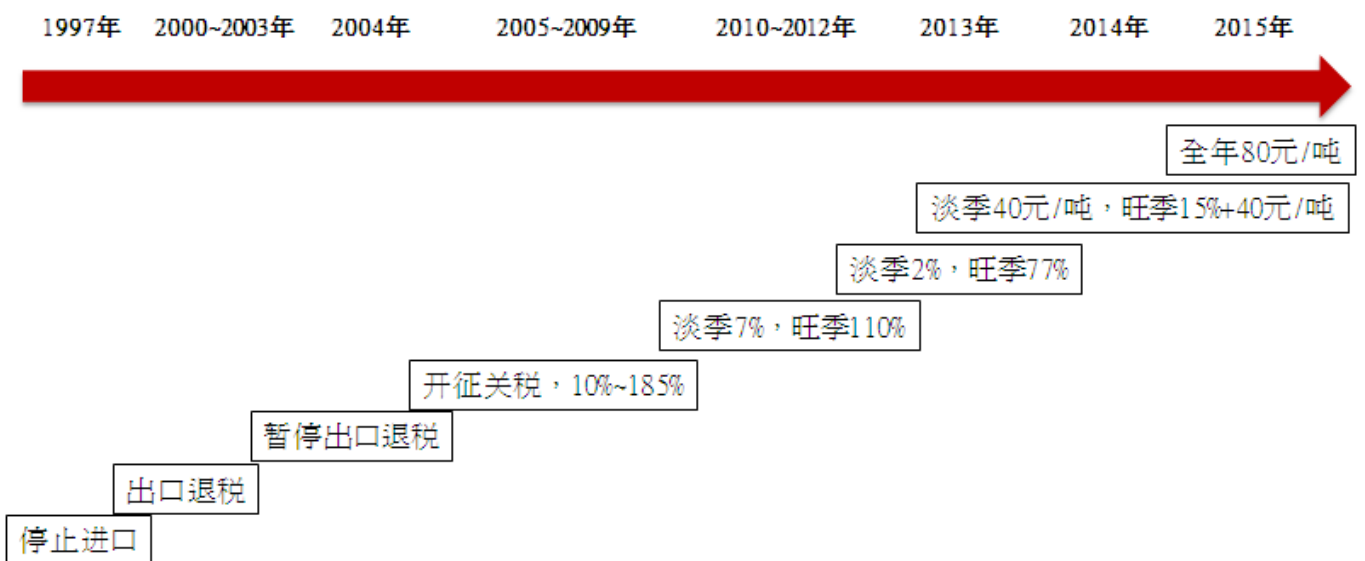 1997年 2000~2003年 2004年 2005~2009年 2010~2012年 2013年 2014年 2015年
全年80元/吨
淡季40元/吨，旺季15%+40元/吨
淡季2%，旺季77%
淡季7%，旺季110%
开征关税，10%~185%
暂停出口退税
出口退税
停止进口